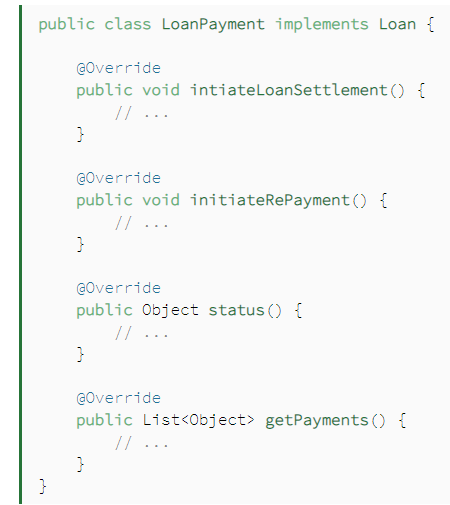 public class LoanPayment implements Loan {
@Override
public void intiateLoanSettlement() {
// ...
}
@Override
public void initiateRePayment() {
// ...
}
@Override
public Object status() {
// ...
}
@Override
public List<Object> getPayments() {
// ...
}
}